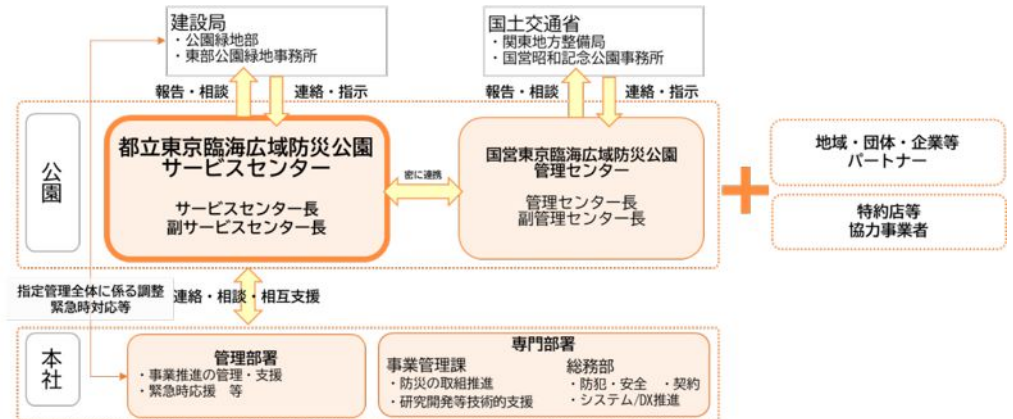 建設局
・公園緑地部
・東部公園緑地事務所
国土交通省
・関東地方整備局
・国営昭和記念公園事務所
報告・相談
連絡・指示
報告・相談
連絡・指示
公園
都立東京臨海広域防災公園
サービスセンター
サービスセンター長
副サービスセンター長
密に連携
国営東京臨海広域防災公園
管理センター
管理センター長
副管理センター長
地域・団体・企業等
パートナー
特約店等
協力事業者
指定管理全体に係る調整
緊急時対応等
連絡・相談・相互支援
本社
管理部署
・事業推進の管理・支援
・緊急時応援 等
専門部署
事業管理課
・防災の取組推進
・研究開発等技術的支援
総務部
・防犯・安全 ・契約
・システム/DX推進